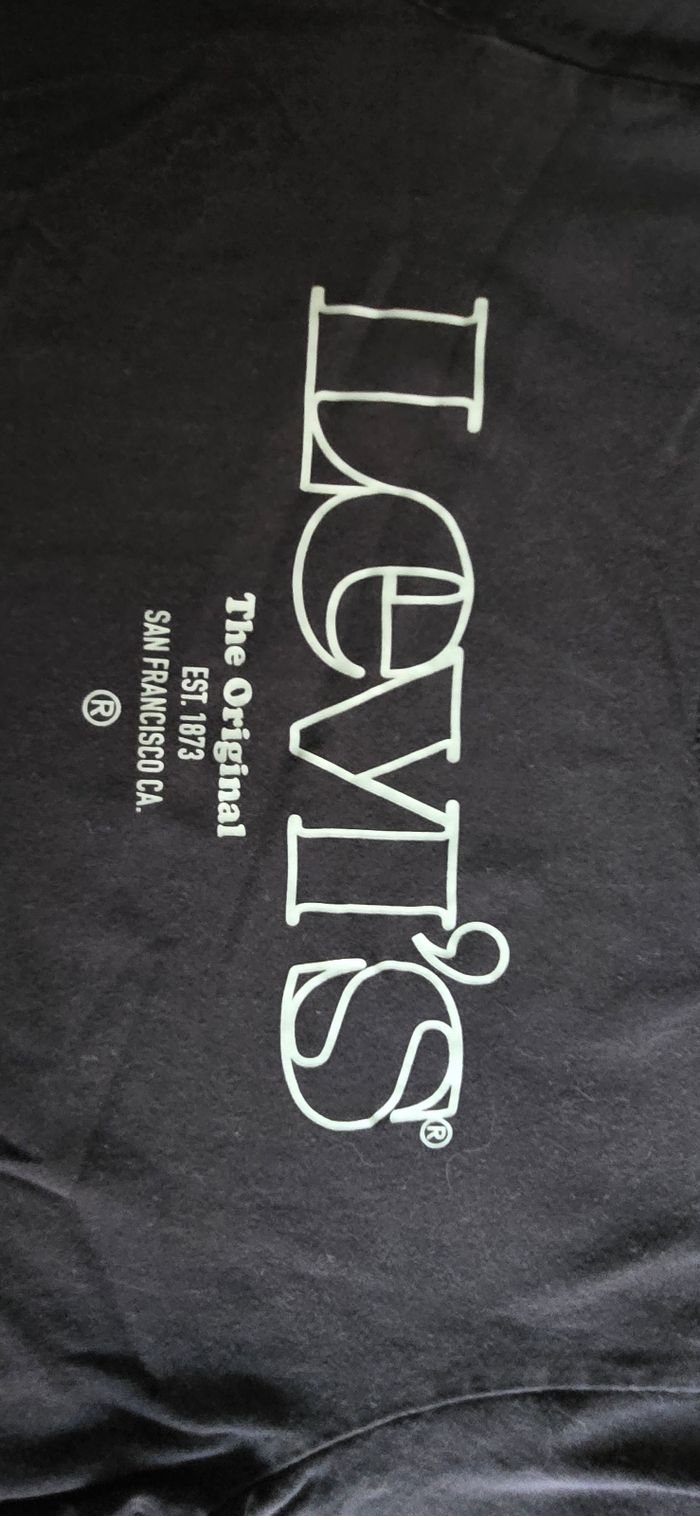 Levi's®
The Original
EST. 1873
SAN FRANCISCO CA.
®